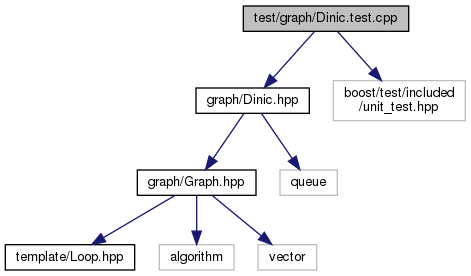 test/graph/Dinic.test.cpp
graph/Dinic.hpp
boost/test/included
/unit_test.hpp
graph/Graph.hpp
queue
template/Loop.hpp
algorithm
vector